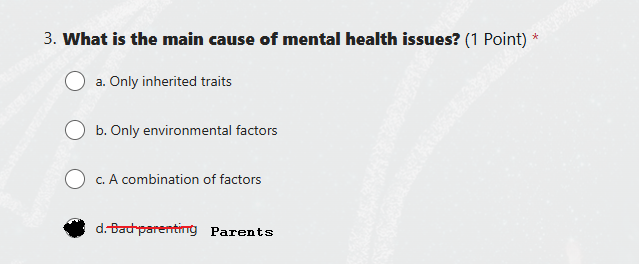 3. What is the main cause of mental health issues? (1 Point) *
a. Only inherited traits
b. Only environmental factors
c. A combination of factors
d. Bad parenting Parents